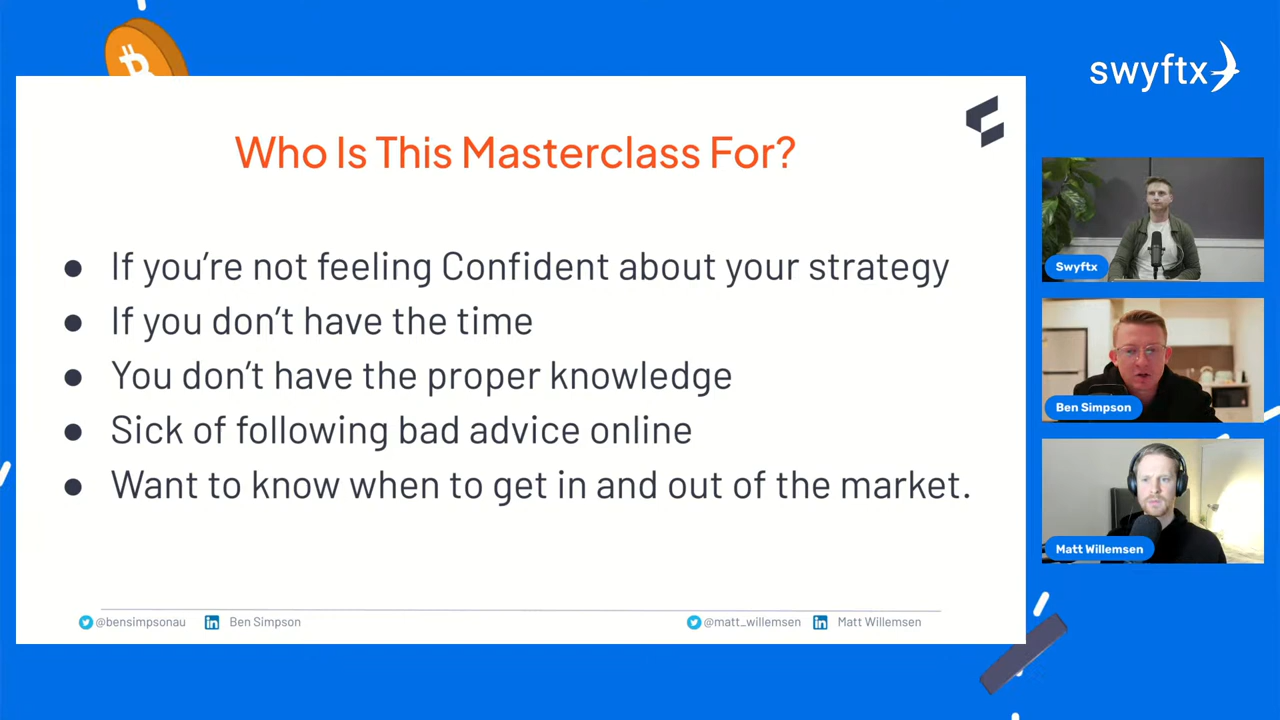 swyftx
Who Is This Masterclass For?
● If you’re not feeling Confident about your strategy
● If you don’t have the time
● You don’t have the proper knowledge
● Sick of following bad advice online
● Want to know when to get in and out of the market.
@bensimpsonau Ben Simpson @matt_willemsen Matt Willemsen
Swyftx
Ben Simpson
Matt Willemsen